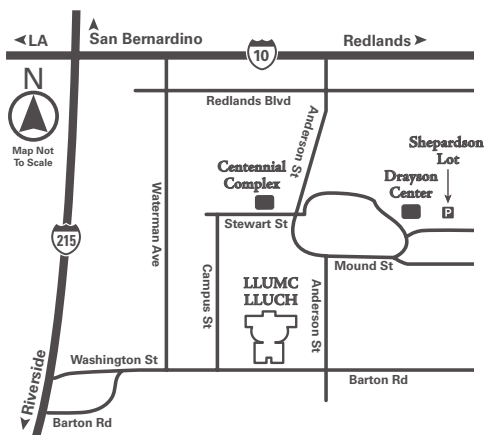 LA
San Bernardino
Redlands
10
N
Map Not
To Scale
Redlands Blvd
Anderson St
Shepardson
Lot
Centennial
Complex
Drayson
Center
P
Waterman Ave
Stewart St
215
Campus St
Mound St
LLUMC
LLUCH
Anderson St
Washington St
Barton Rd
Riverside
Barton Rd